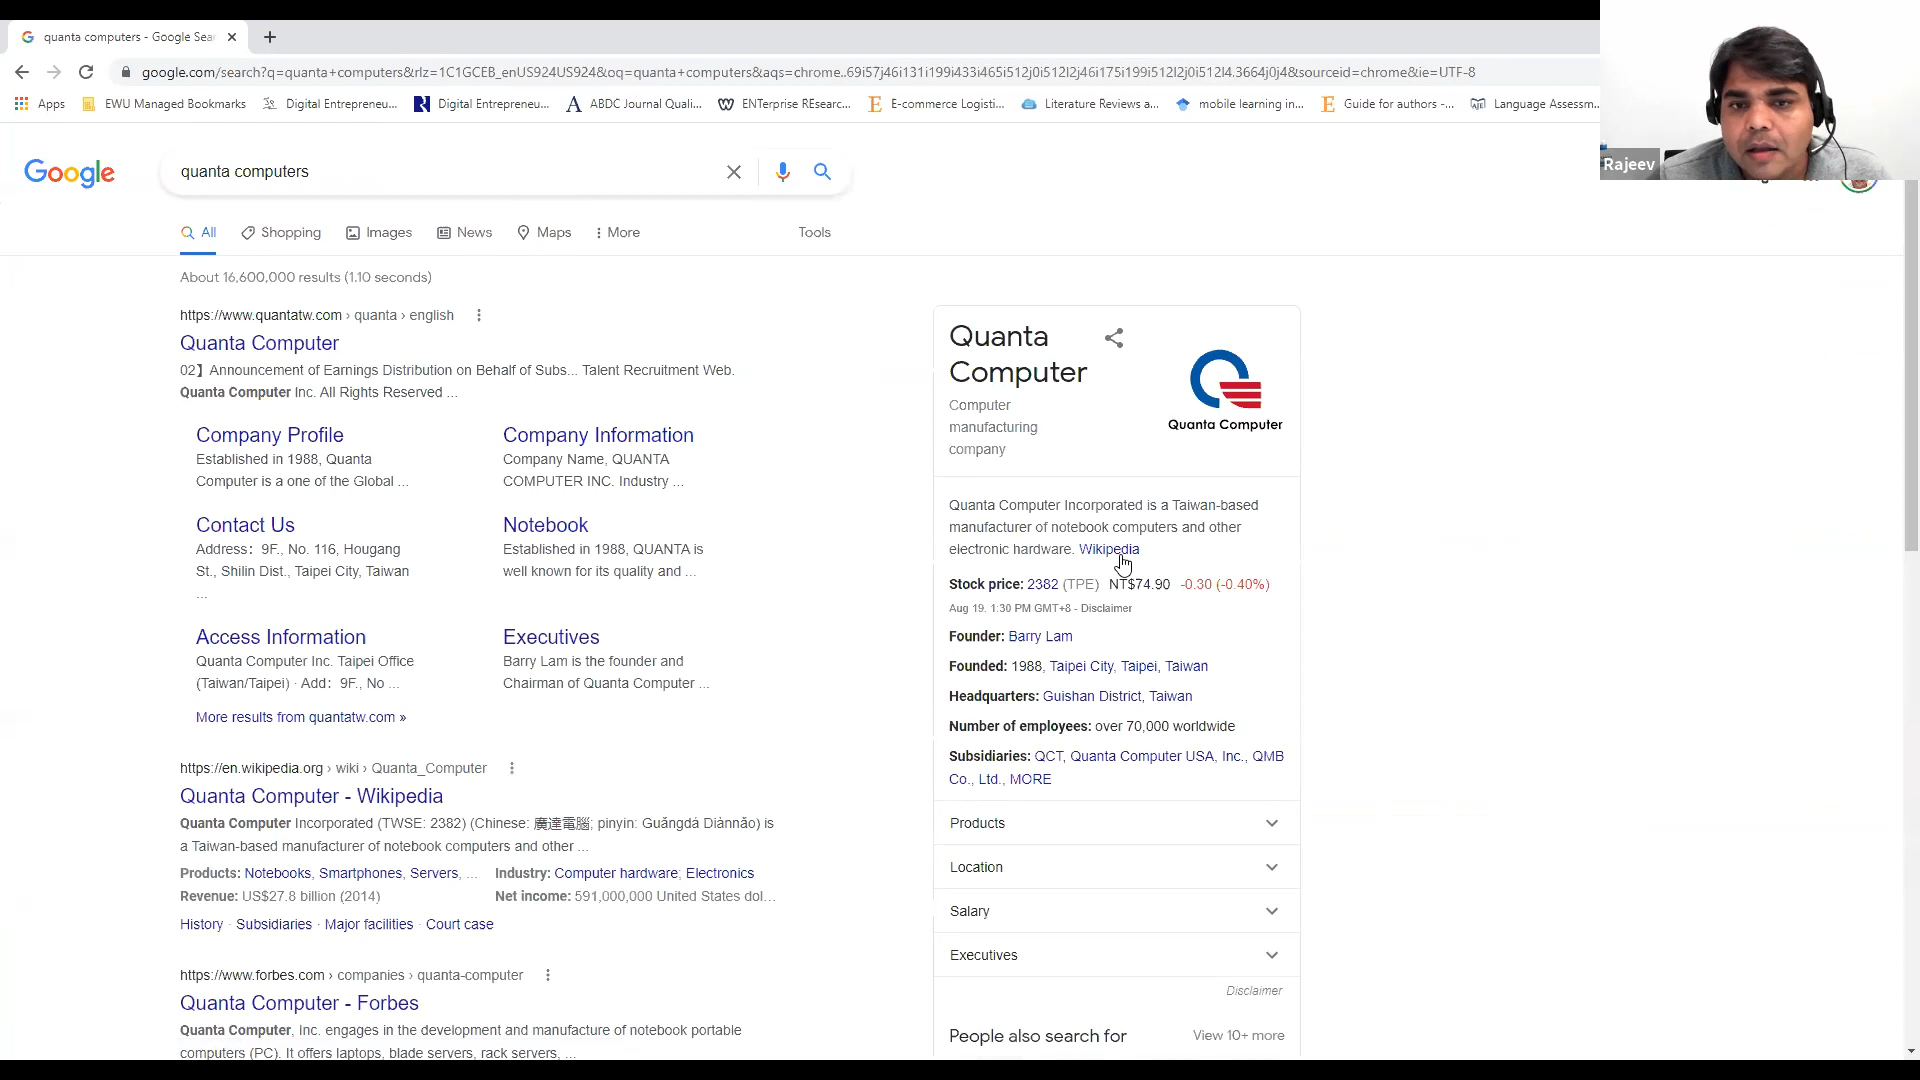 quanta computers - Google Sear
google.com/search?q=quanta+computers&rlz=1C1GCEB_enUS924US924&oq=quanta+computers&aqs=chrome..69i57j46i131i199i433i465i512j0i512l2j46i175i199i512l2j0i512l4.3664j0j4&sourceid=chrome&ie=UTF-8
Apps EWU Managed Bookmarks Digital Entrepreneu... Digital Entrepreneu... ABDC Journal Quali... ENTerprise REsearc... E-commerce Logisti... Literature Reviews a... mobile learning in... Guide for authors -... Language Assessm...
Rajeev
Google
quanta computers
All Shopping Images News Maps More Tools
About 16,600,000 results (1.10 seconds)
https://www.quantatw.com › quanta › english
Quanta Computer
02】Announcement of Earnings Distribution on Behalf of Subs... Talent Recruitment Web.
Quanta Computer Inc. All Rights Reserved ...
Company Profile
Established in 1988, Quanta
Computer is a one of the Global ...
Company Information
Company Name, QUANTA
COMPUTER INC. Industry ...
Contact Us
Address：9F., No. 116, Hougang
St., Shilin Dist., Taipei City, Taiwan
...
Notebook
Established in 1988, QUANTA is
well known for its quality and ...
Access Information
Quanta Computer Inc. Taipei Office
(Taiwan/Taipei) · Add：9F., No ...
Executives
Barry Lam is the founder and
Chairman of Quanta Computer ...
More results from quantatw.com »
https://en.wikipedia.org › wiki › Quanta_Computer
Quanta Computer - Wikipedia
Quanta Computer Incorporated (TWSE: 2382) (Chinese: 廣達電腦; pinyin: Guǎngdá Diànnǎo) is
a Taiwan-based manufacturer of notebook computers and other ...
Products: Notebooks, Smartphones, Servers, ... Industry: Computer hardware; Electronics
Revenue: US$27.8 billion (2014) Net income: 591,000,000 United States dol...
History · Subsidiaries · Major facilities · Court case
https://www.forbes.com › companies › quanta-computer
Quanta Computer - Forbes
Quanta Computer, Inc. engages in the development and manufacture of notebook portable
computers (PC). It offers laptops, blade servers, rack servers, ...
Quanta
Computer
Computer
manufacturing
company
Quanta Computer
Quanta Computer Incorporated is a Taiwan-based
manufacturer of notebook computers and other
electronic hardware. Wikipedia
Stock price: 2382 (TPE) NT$74.90 -0.30 (-0.40%)
Aug 19, 1:30 PM GMT+8 - Disclaimer
Founder: Barry Lam
Founded: 1988, Taipei City, Taipei, Taiwan
Headquarters: Guishan District, Taiwan
Number of employees: over 70,000 worldwide
Subsidiaries: QCT, Quanta Computer USA, Inc., QMB
Co., Ltd., MORE
Products
Location
Salary
Executives
Disclaimer
People also search for View 10+ more